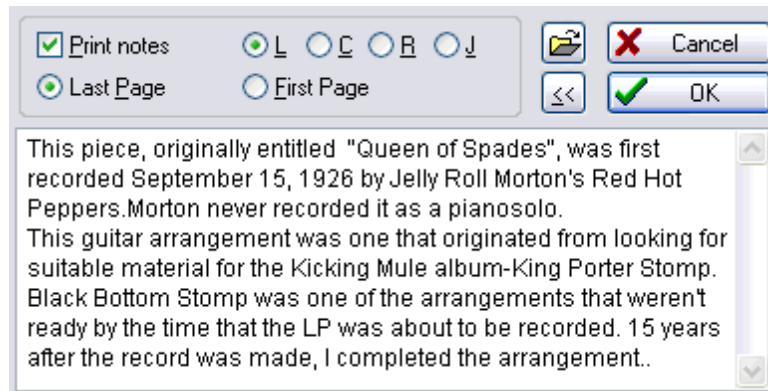 Print notes L C R J Cancel
Last Page First Page << OK
This piece, originally entitled "Queen of Spades", was first
recorded September 15, 1926 by Jelly Roll Morton's Red Hot
Peppers.Morton never recorded it as a pianosolo.
This guitar arrangement was one that originated from looking for
suitable material for the Kicking Mule album-King Porter Stomp.
Black Bottom Stomp was one of the arrangements that weren't
ready by the time that the LP was about to be recorded. 15 years
after the record was made, I completed the arrangement..